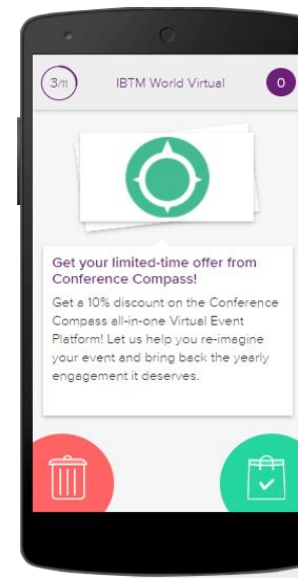 3/11
IBTM World Virtual
0
Get your limited-time offer from
Conference Compass!
Get a 10% discount on the Conference
Compass all-in-one Virtual Event
Platform! Let us help you re-imagine
your event and bring back the yearly
engagement it deserves.